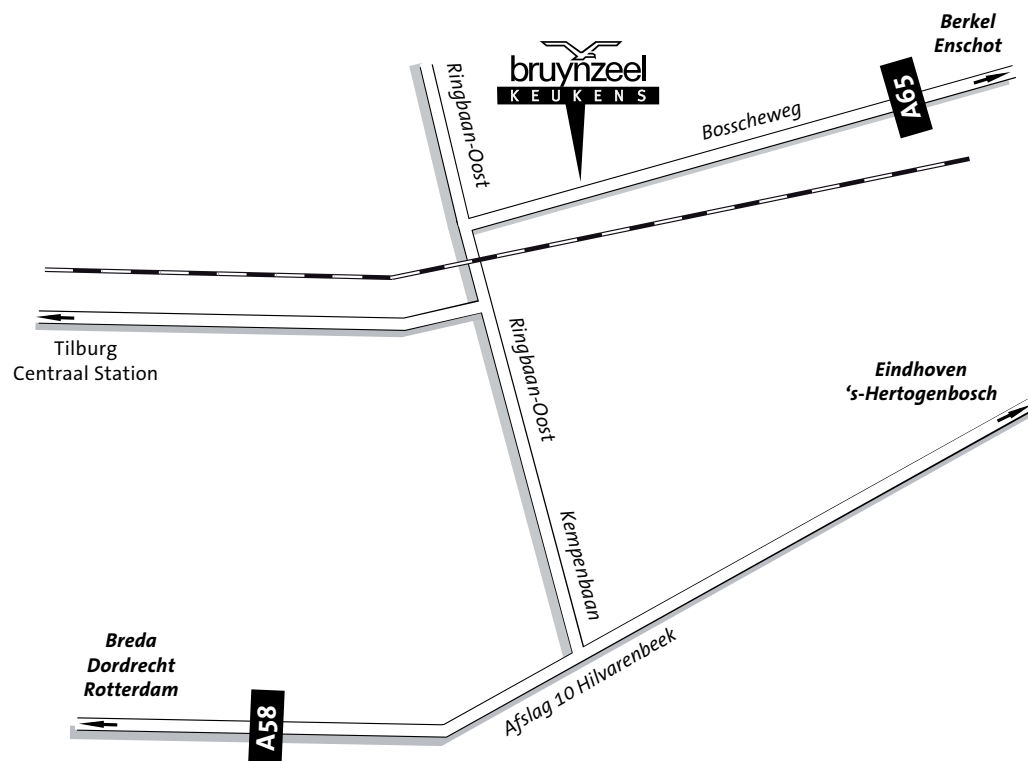 Berkel
Enschot
bruynzeel
KEUKENS
A65
Ringbaan-Oost
Bosscheweg
Tilburg
Centraal Station
Ringbaan-Oost
Eindhoven
‘s-Hertogenbosch
Kempenbaan
Breda
Dordrecht
Rotterdam
A58
Afslag 10 Hilvarenbeek